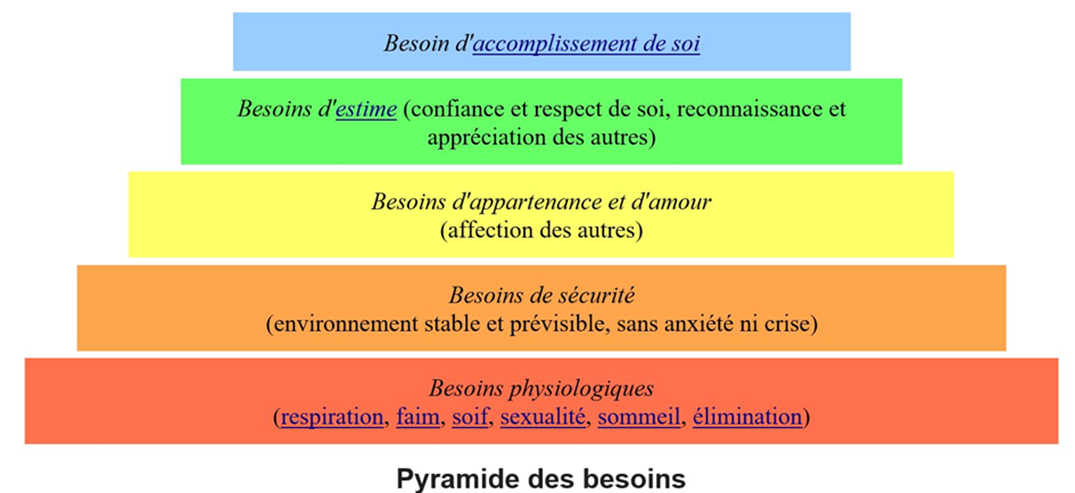 Besoin d'accomplissement de soi
Besoins d'estime (confiance et respect de soi, reconnaissance et
appréciation des autres)
Besoins d'appartenance et d'amour
(affection des autres)
Besoins de sécurité
(environnement stable et prévisible, sans anxiété ni crise)
Besoins physiologiques
(respiration, faim, soif, sexualité, sommeil, élimination)
Pyramide des besoins